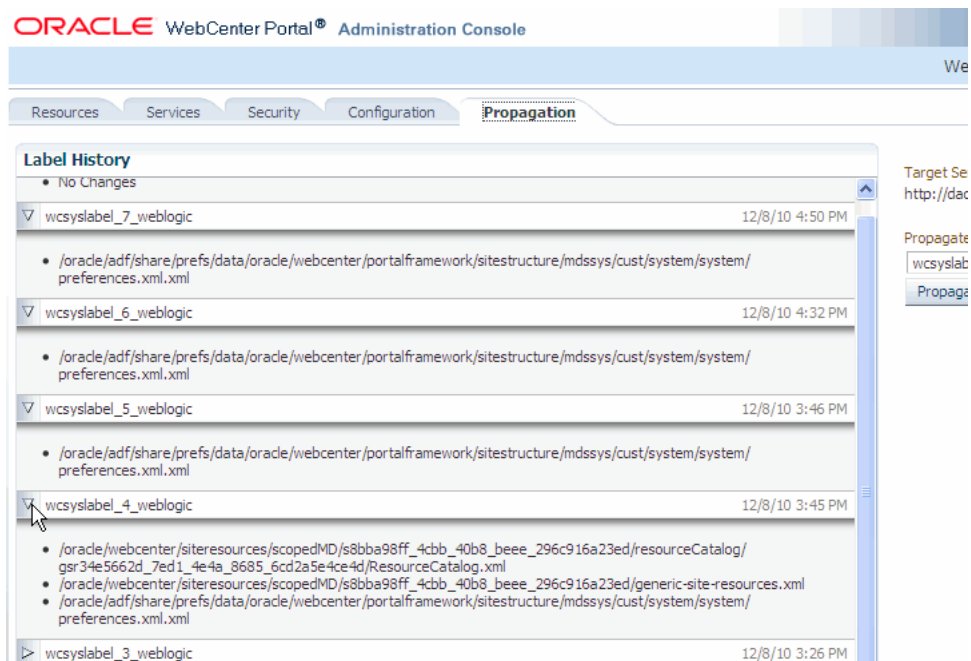 ORACLE WebCenter Portal® Administration Console
We
Resources Services Security Configuration Propagation
Label History
• No Changes
wcsyslabel_7_weblogic 12/8/10 4:50 PM
• /oracle/adf/share/prefs/data/oracle/webcenter/portalframework/sitestructure/mdssys/cust/system/system/
preferences.xml.xml
wcsyslabel_6_weblogic 12/8/10 4:32 PM
• /oracle/adf/share/prefs/data/oracle/webcenter/portalframework/sitestructure/mdssys/cust/system/system/
preferences.xml.xml
wcsyslabel_5_weblogic 12/8/10 3:46 PM
• /oracle/adf/share/prefs/data/oracle/webcenter/portalframework/sitestructure/mdssys/cust/system/system/
preferences.xml.xml
wcsyslabel_4_weblogic 12/8/10 3:45 PM
• /oracle/webcenter/siteresources/scopedMD/s8bba98ff_4cbb_40b8_beee_296c916a23ed/resourceCatalog/
gsr34e5662d_7ed1_4e4a_8685_6cd2a5e4ce4d/ResourceCatalog.xml
• /oracle/webcenter/siteresources/scopedMD/s8bba98ff_4cbb_40b8_beee_296c916a23ed/generic-site-resources.xml
• /oracle/adf/share/prefs/data/oracle/webcenter/portalframework/sitestructure/mdssys/cust/system/system/
preferences.xml.xml
wcsyslabel_3_weblogic 12/8/10 3:26 PM
Target Se
http://dad
Propagate
wcsyslab
Propaga